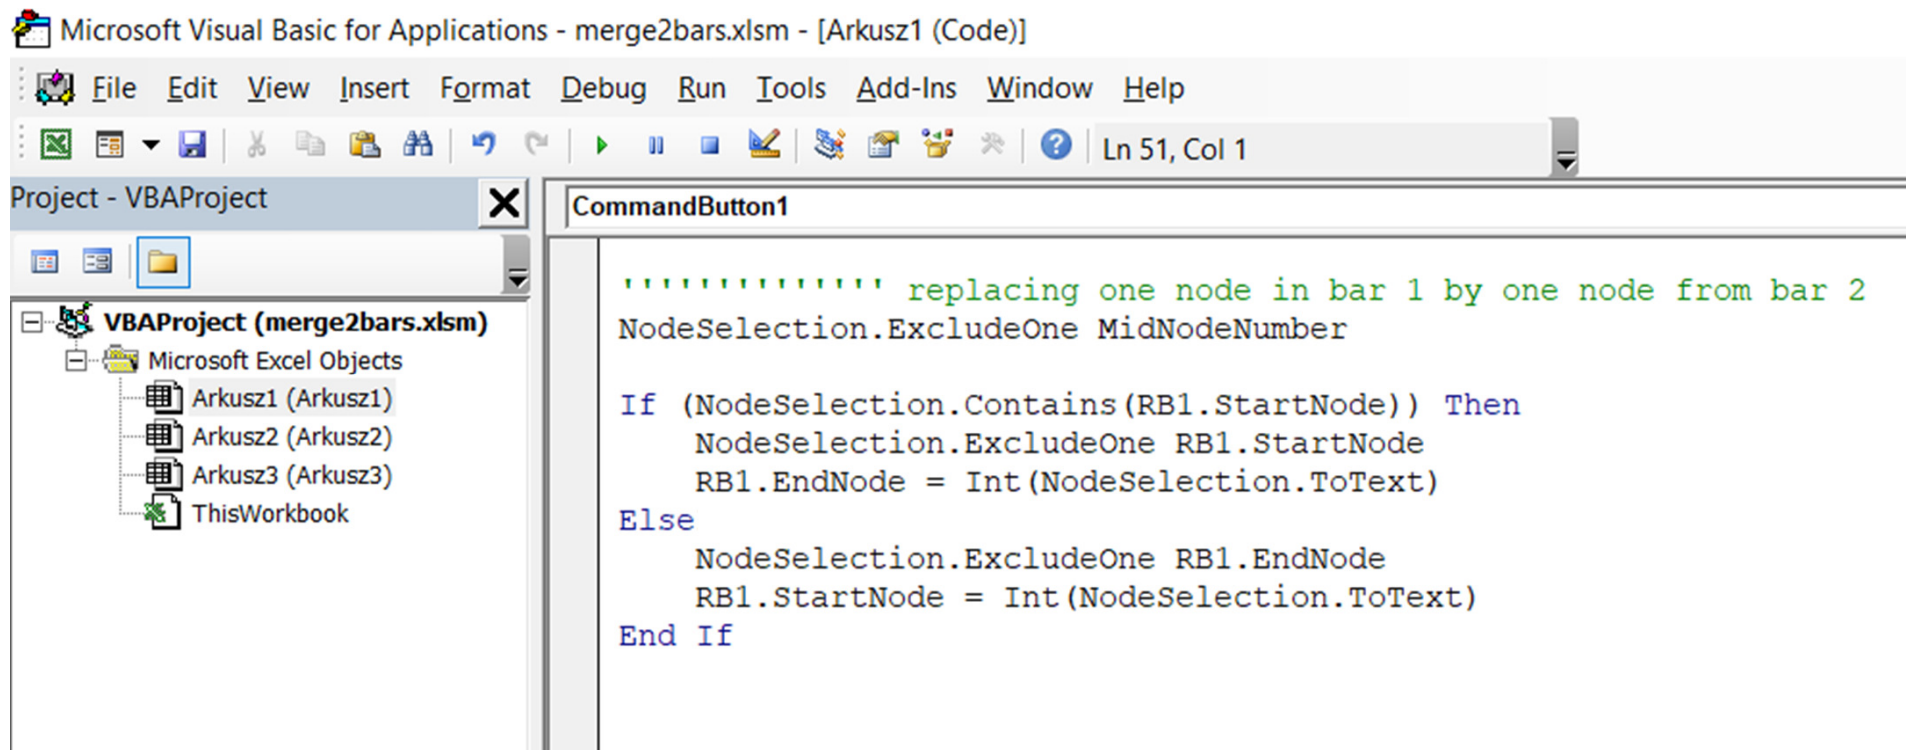 Microsoft Visual Basic for Applications - merge2bars.xlsm - [Arkusz1 (Code)]
File Edit View Insert Format Debug Run Tools Add-Ins Window Help
Ln 51, Col 1
Project - VBAProject
CommandButton1
VBAProject (merge2bars.xlsm)
Microsoft Excel Objects
Arkusz1 (Arkusz1)
Arkusz2 (Arkusz2)
Arkusz3 (Arkusz3)
ThisWorkbook
'''''''''''''' replacing one node in bar 1 by one node from bar 2
NodeSelection.ExcludeOne MidNodeNumber
If (NodeSelection.Contains(RB1.StartNode)) Then
    NodeSelection.ExcludeOne RB1.StartNode
    RB1.EndNode = Int(NodeSelection.ToText)
Else
    NodeSelection.ExcludeOne RB1.EndNode
    RB1.StartNode = Int(NodeSelection.ToText)
End If